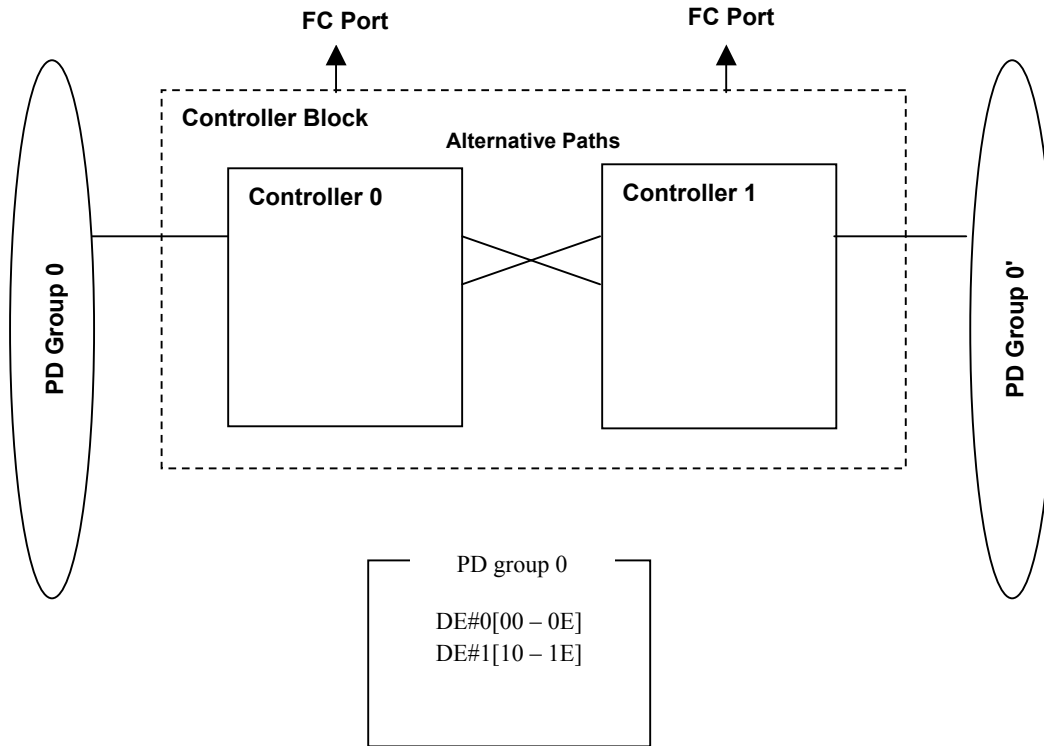 FC Port
FC Port
Controller Block
Alternative Paths
Controller 0
Controller 1
PD Group 0
PD Group 0'
PD group 0
DE#0[00 – 0E]
DE#1[10 – 1E]